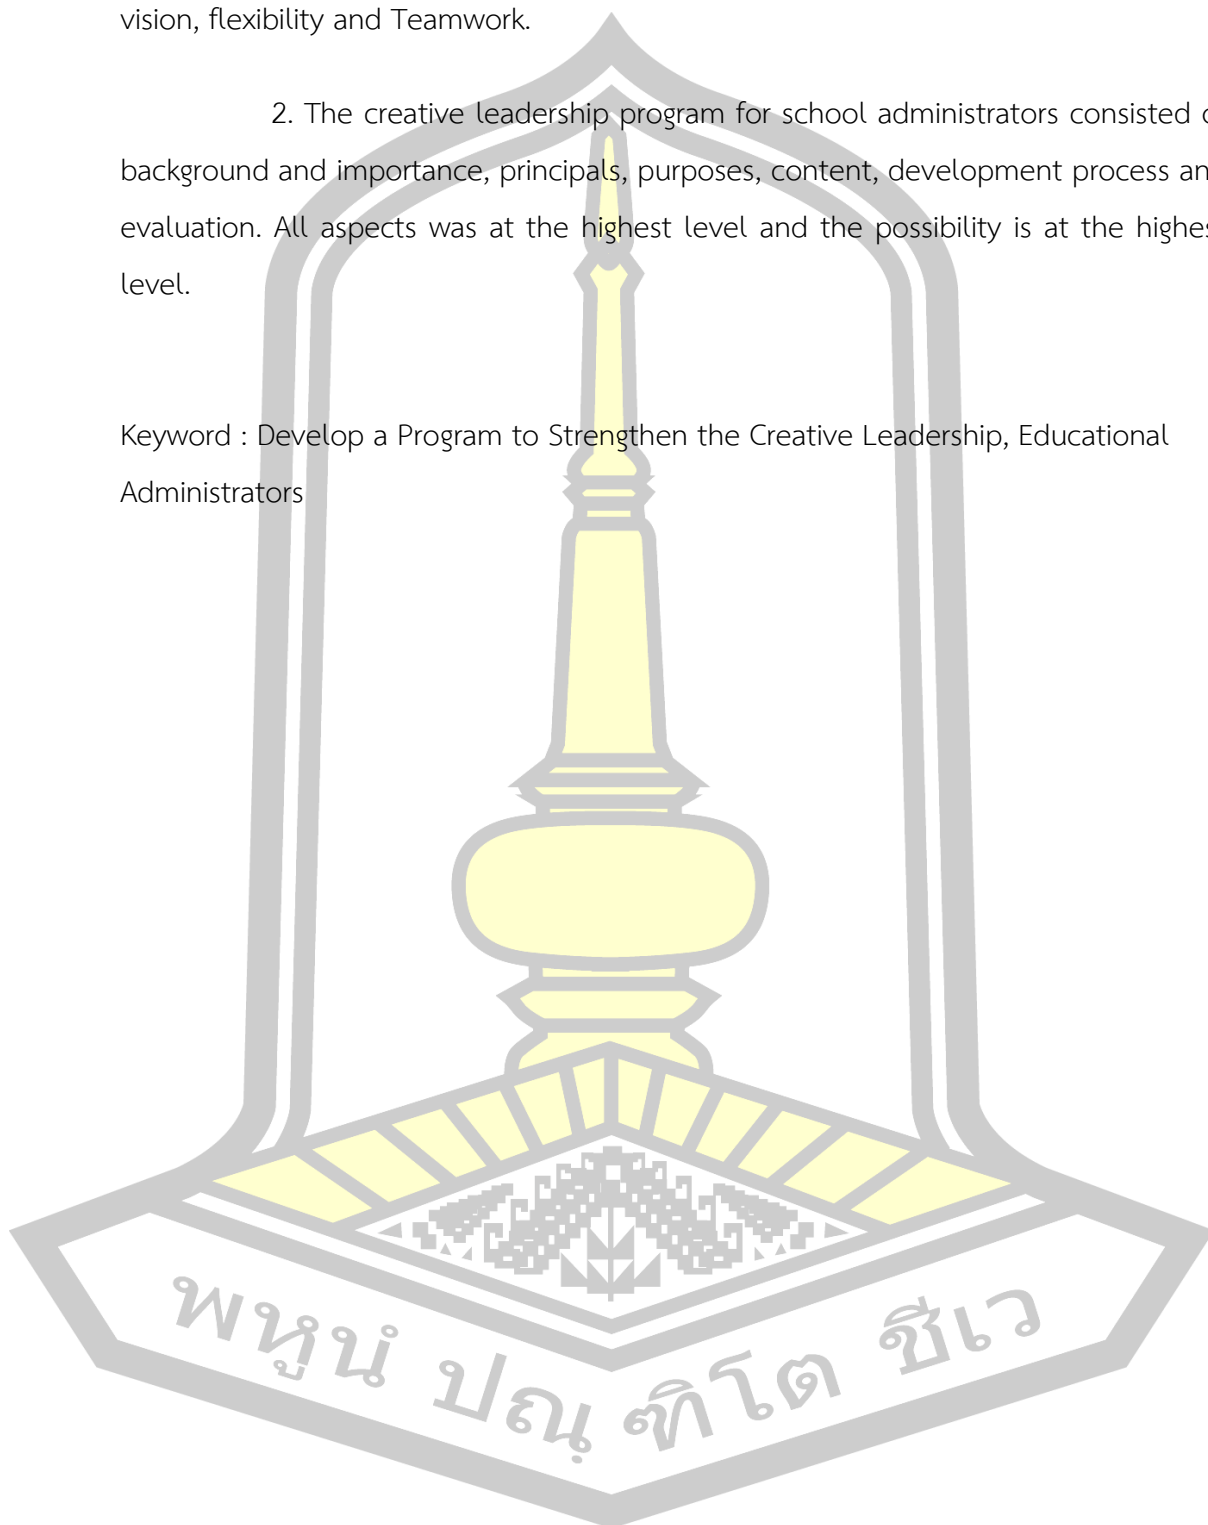 vision, flexibility and Teamwork.
2. The creative leadership program for school administrators consisted
background and importance, principals, purposes, content, development process
evaluation. All aspects was at the highest level and the possibility is at the
level.
Keyword : Develop a Program to Strengthen the Creative Leadership, Educational
Administrators
พหูนํ ปณฺฑิโต ชีเว